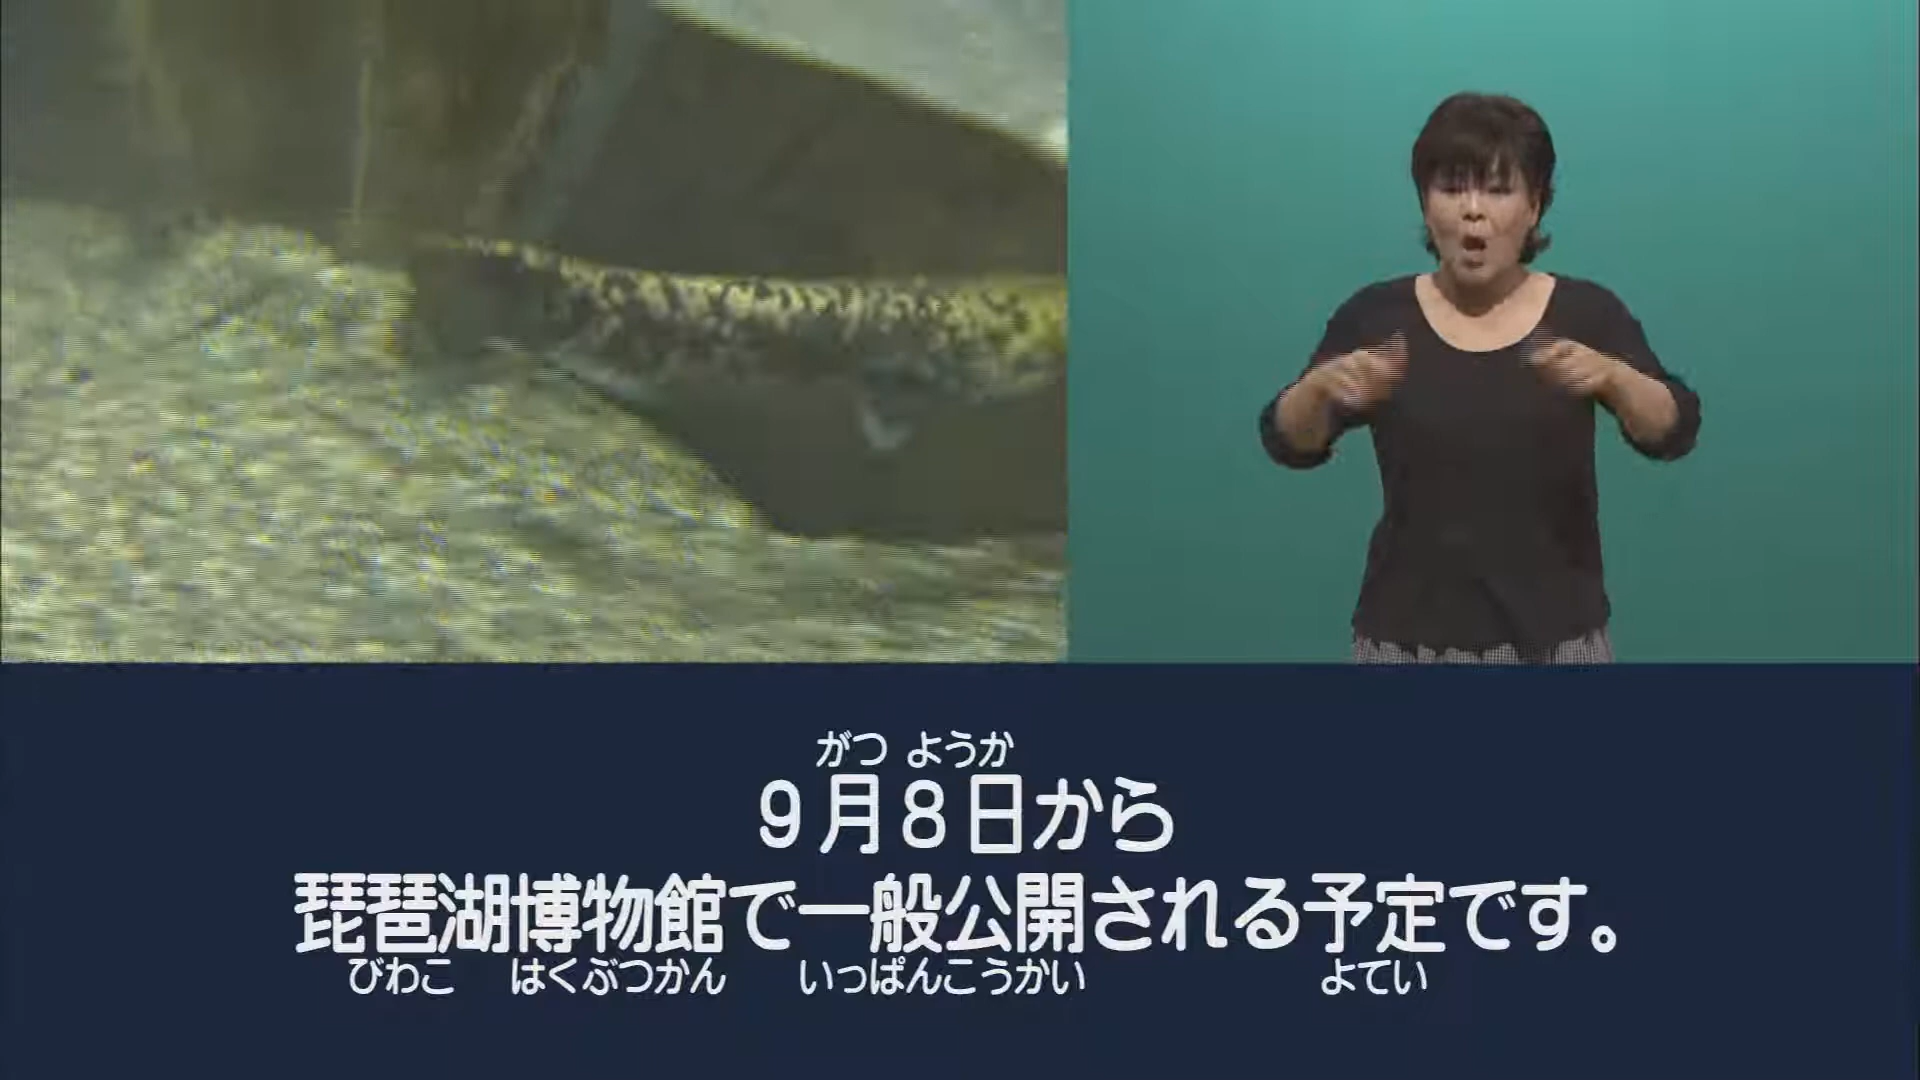 がつ ようか
９月８日から
琵琶湖博物館で一般公開される予定です。
びわこ はくぶつかん いっぱんこうかい よてい